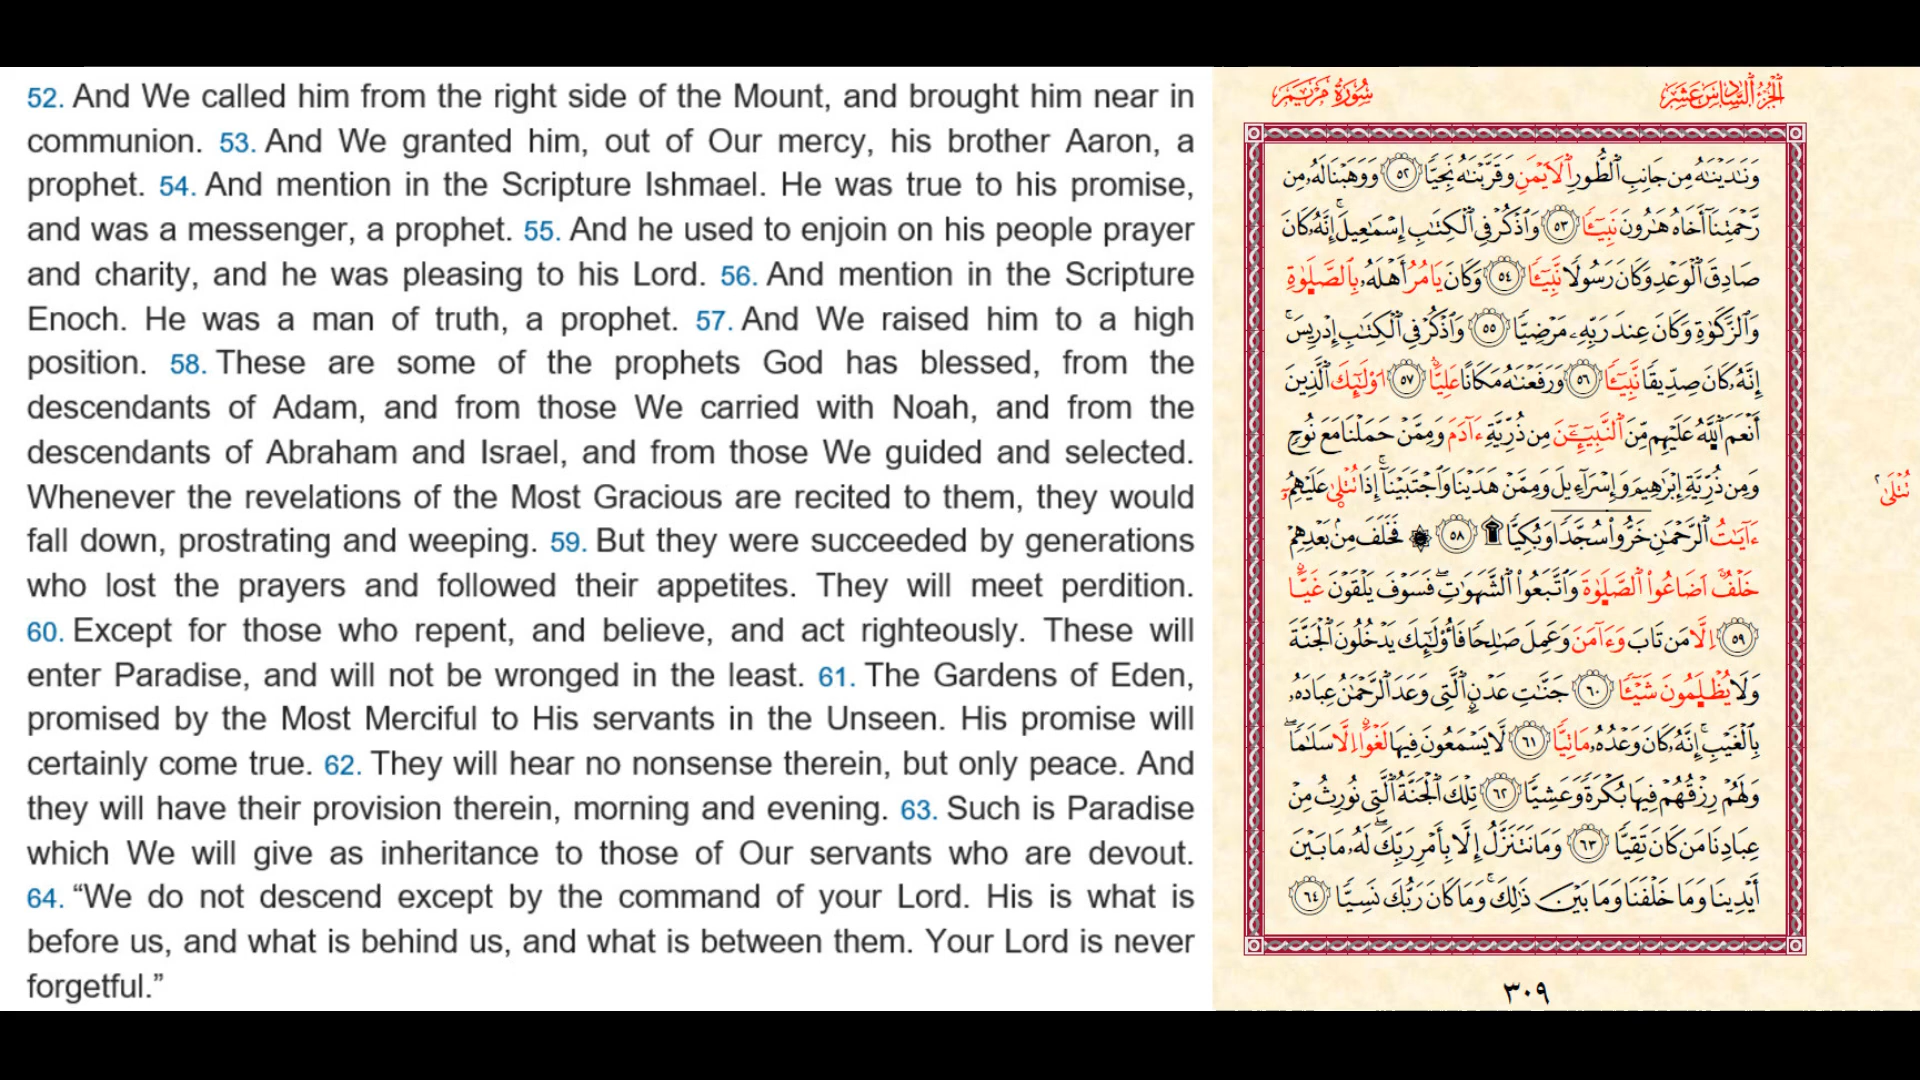 52. And We called him from the right side of the Mount, and brought him near in
communion. 53. And We granted him, out of Our mercy, his brother Aaron, a
prophet. 54. And mention in the Scripture Ishmael. He was true to his promise,
and was a messenger, a prophet. 55. And he used to enjoin on his people prayer
and charity, and he was pleasing to his Lord. 56. And mention in the Scripture
Enoch. He was a man of truth, a prophet. 57. And We raised him to a high
position. 58. These are some of the prophets God has blessed, from the
descendants of Adam, and from those We carried with Noah, and from the
descendants of Abraham and Israel, and from those We guided and selected.
Whenever the revelations of the Most Gracious are recited to them, they would
fall down, prostrating and weeping. 59. But they were succeeded by generations
who lost the prayers and followed their appetites. They will meet perdition.
60. Except for those who repent, and believe, and act righteously. These will
enter Paradise, and will not be wronged in the least. 61. The Gardens of Eden,
promised by the Most Merciful to His servants in the Unseen. His promise will
certainly come true. 62. They will hear no nonsense therein, but only peace. And
they will have their provision therein, morning and evening. 63. Such is Paradise
which We will give as inheritance to those of Our servants who are devout.
64. “We do not descend except by the command of your Lord. His is what is
before us, and what is behind us, and what is between them. Your Lord is never
forgetful.”
الجزء السادس عشر
سورة مريم
وَنَٰدَيْنَٰهُ مِن جَانِبِ ٱلطُّورِ اِ۬لَايْمَنِ وَقَرَّبْنَٰهُ نَجِيّٗا ٥٢ وَوَهَبْنَا لَهُۥ مِن
رَّحْمَتِنَآ أَخَاهُ هَٰرُونَ نَبِيٓـٔٗا ٥٣ وَٱذْكُرْ فِي ٱلْكِتَٰبِ إِسْمَٰعِيلَۚ إِنَّهُۥ كَانَ
صَادِقَ ٱلْوَعْدِ وَكَانَ رَسُولٗا نَّبِيٓـٔٗا ٥٤ وَكَانَ يَامُرُ أَهْلَهُۥ بِالصَّلَوٰةِ
وَٱلزَّكَوٰةِ وَكَانَ عِندَ رَبِّهِۦ مَرْضِيّٗا ٥٥ وَٱذْكُرْ فِي ٱلْكِتَٰبِ إِدْرِيسَۚ
إِنَّهُۥ كَانَ صِدِّيقٗا نَّبِيٓـٔٗا ٥٦ وَرَفَعْنَٰهُ مَكَانًا عَلِيًّا ٥٧ اُ۟وْلَٰٓئِكَ ٱلَّذِينَ
أَنْعَمَ ٱللَّهُ عَلَيْهِم مِّنَ ٱلنَّبِيٓـِٕۧنَ مِن ذُرِّيَّةِ ءَادَمَ وَمِمَّنْ حَمَلْنَا مَعَ نُوحٖ
وَمِن ذُرِّيَّةِ إِبْرَٰهِيمَ وَإِسْرَآءِيلَ وَمِمَّنْ هَدَيْنَا وَٱجْتَبَيْنَآۚ إِذَا تُتْلَىٰ عَلَيْهِمُۥٓ
ءَايَٰتُ ٱلرَّحْمَٰنِ خَرُّواْ سُجَّدٗا وَبُكِيّٗا ۩ ٥٨ ۞ فَخَلَفَ مِنۢ بَعْدِهِمْ
خَلْفٌ اَضَاعُواْ ٱلصَّلَوٰةَ وَٱتَّبَعُواْ ٱلشَّهَوَٰتِۖ فَسَوْفَ يَلْقَوْنَ غَيًّا
٥٩ اِلَّا مَن تَابَ وَءَامَنَ وَعَمِلَ صَٰلِحٗا فَأُوْلَٰٓئِكَ يَدْخُلُونَ ٱلْجَنَّةَ
وَلَا يُظْلَمُونَ شَيْـٔٗا ٦٠ جَنَّٰتِ عَدْنٍ ٱلَّتِي وَعَدَ ٱلرَّحْمَٰنُ عِبَادَهُۥ
بِٱلْغَيْبِۚ إِنَّهُۥ كَانَ وَعْدُهُۥ مَاتِيّٗا ٦١ لَّا يَسْمَعُونَ فِيهَا لَغْوًا اِلَّا سَلَٰمٗاۖ
وَلَهُمْ رِزْقُهُمْ فِيهَا بُكْرَةٗ وَعَشِيّٗا ٦٢ تِلْكَ ٱلْجَنَّةُ ٱلَّتِي نُورِثُ مِنْ
عِبَادِنَا مَن كَانَ تَقِيّٗا ٦٣ وَمَا نَتَنَزَّلُ إِلَّا بِأَمْرِ رَبِّكَۖ لَهُۥ مَا بَيْنَ
أَيْدِينَا وَمَا خَلْفَنَا وَمَا بَيْنَ ذَٰلِكَۚ وَمَا كَانَ رَبُّكَ نَسِيّٗا ٦٤
تُتْلَىٰ
٣٠٩